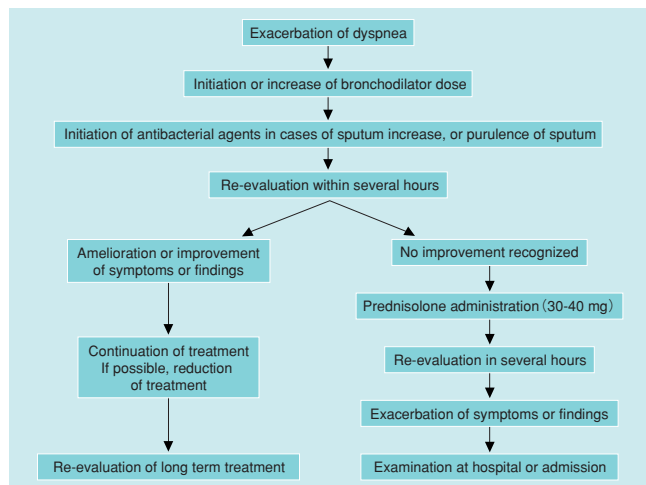 Exacerbation of dyspnea
Initiation or increase of bronchodilator dose
Initiation of antibacterial agents in cases of sputum increase, or purulence of sputum
Re-evaluation within several hours
Amelioration or improvement
of symptoms or findings
Continuation of treatment
If possible, reduction
of treatment
Re-evaluation of long term treatment
No improvement recognized
Prednisolone administration (30-40 mg)
Re-evaluation in several hours
Exacerbation of symptoms or findings
Examination at hospital or admission